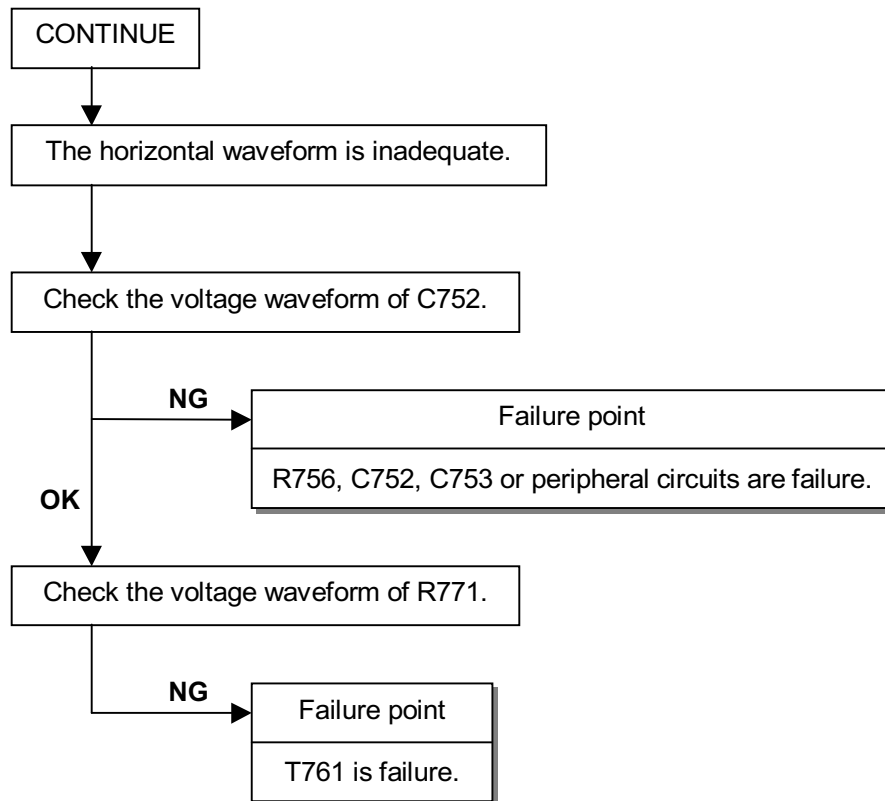 CONTINUE
The horizontal waveform is inadequate.
Check the voltage waveform of C752.
NG
Failure point
R756, C752, C753 or peripheral circuits are failure.
OK
Check the voltage waveform of R771.
NG
Failure point
T761 is failure.